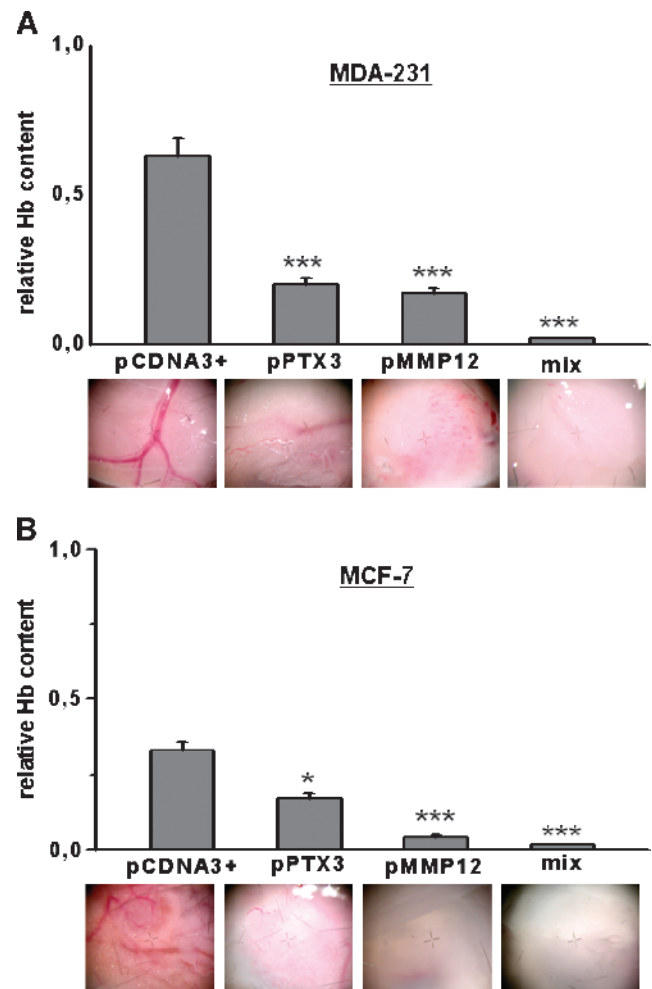 A
1,0
MDA-231
relative Hb content
0,5
***
***
***
0,0
pCDNA3+ pPTX3 pMMP12 mix
B
1,0
MCF-7
relative Hb content
0,5
*
***
***
0,0
pCDNA3+ pPTX3 pMMP12 mix